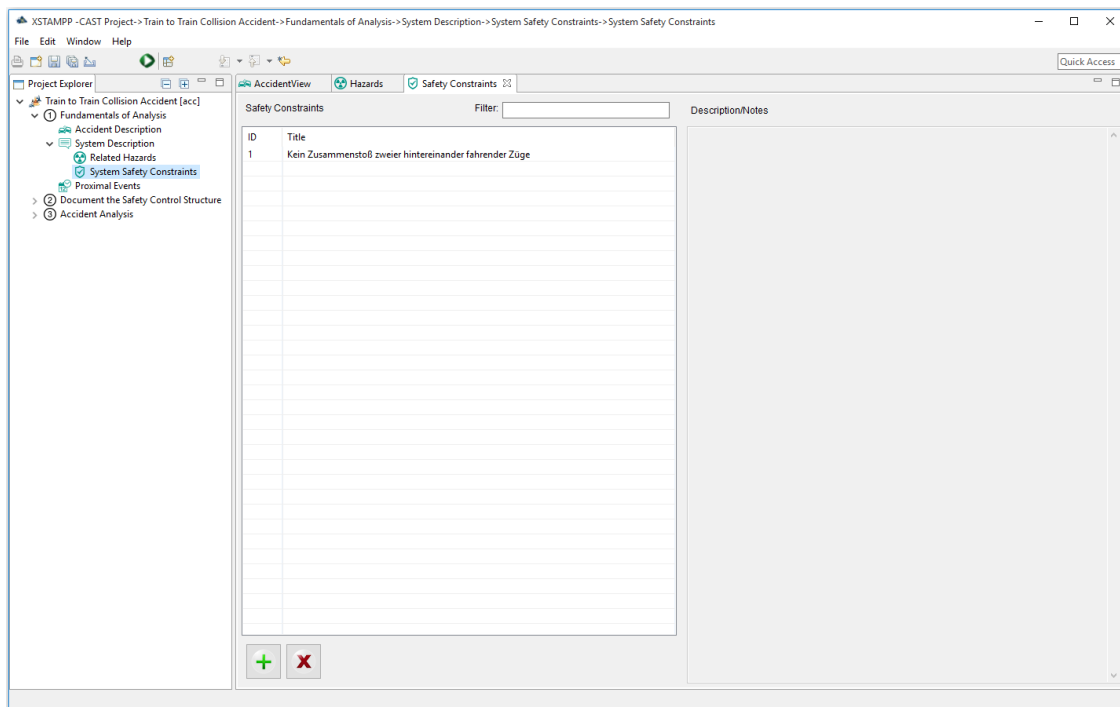 XSTAMPP -CAST Project->Train to Train Collision Accident->Fundamentals of Analysis->System Description->System Safety Constraints->System Safety Constraints
File Edit Window Help
Quick Access
Project Explorer
AccidentView
Hazards
Safety Constraints
Train to Train Collision Accident [acc]
1 Fundamentals of Analysis
Accident Description
System Description
Related Hazards
System Safety Constraints
Proximal Events
2 Document the Safety Control Structure
3 Accident Analysis
Safety Constraints
Filter:
Description/Notes
ID Title
1 Kein Zusammenstoß zweier hintereinander fahrender Züge